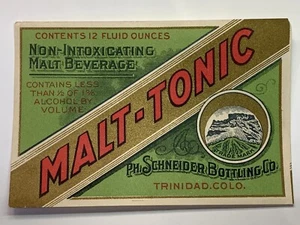 CONTENTS 12 FLUID OUNCES
NON-INTOXICATING
MALT BEVERAGE
CONTAINS LESS
THAN ½ OF 1%
ALCOHOL BY
VOLUME
MALT-TONIC
PH. SCHNEIDER BOTTLING CO.
TRINIDAD, COLO.